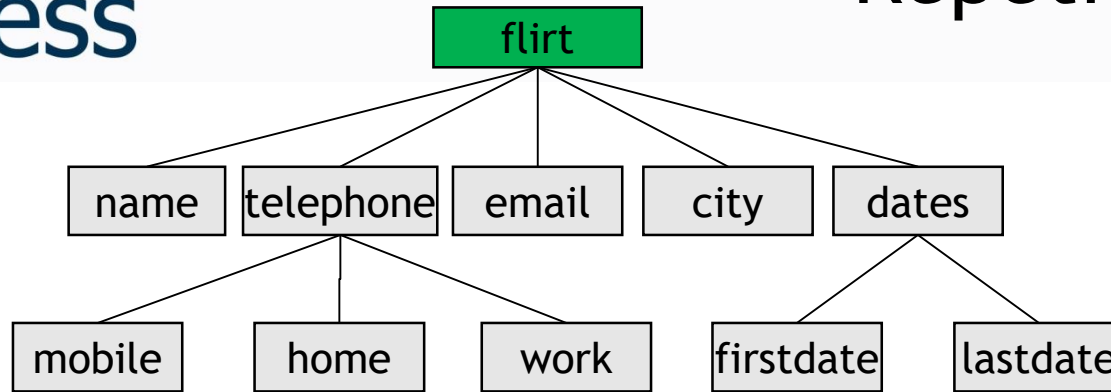 ess
flirt
name telephone email city dates
mobile home work firstdate lastdate